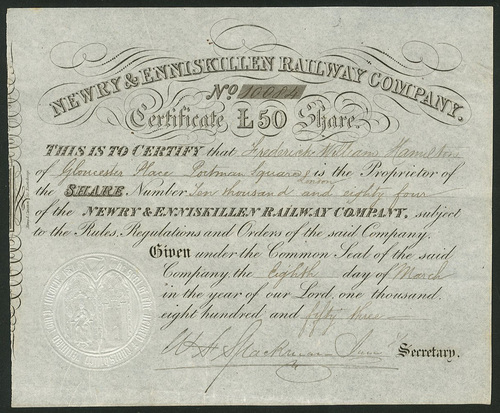 NEWRY & ENNISKILLEN RAILWAY COMPANY.
No 10084
Certificate £50 Share.
THIS IS TO CERTIFY that Frederick William Hamilton
of Gloucester Place Portman Square London is the Proprietor of
the SHARE Number Ten thousand and eighty four
of the NEWRY & ENNISKILLEN RAILWAY COMPANY, subject
to the Rules, Regulations and Orders of the said Company.
Given under the Common Seal of the said
Company the Eighth day of March
in the year of our Lord, one thousand
eight hundred, and fifty three
Secretary.